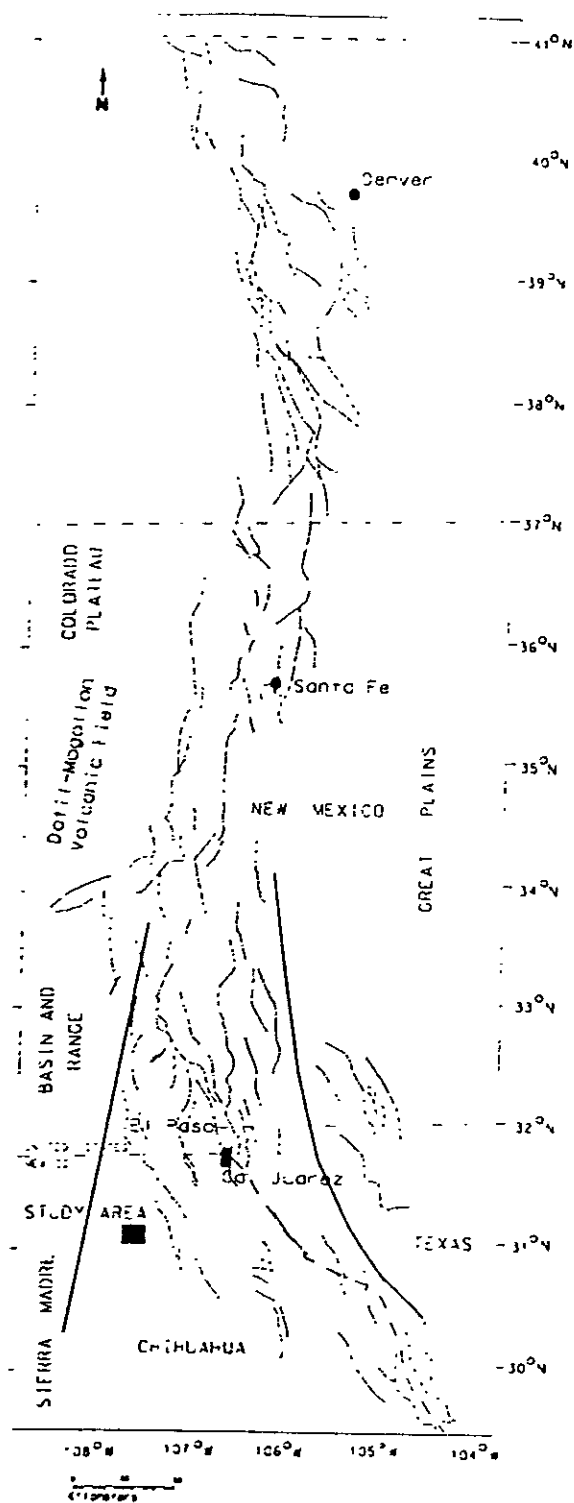 41°N
N
40°N
Denver
39°N
38°N
37°N
COLORADO
PLATEAU
36°N
Santa Fe
Datil-Mogollon
Volcanic Field
35°N
NEW MEXICO
GREAT PLAINS
34°N
33°N
BASIN AND
RANGE
32°N
El Paso
Cd. Juarez
STUDY AREA
TEXAS
31°N
SIERRA MADRE
CHIHUAHUA
30°N
108°W 107°W 106°W 105°W 104°W
Kilometers